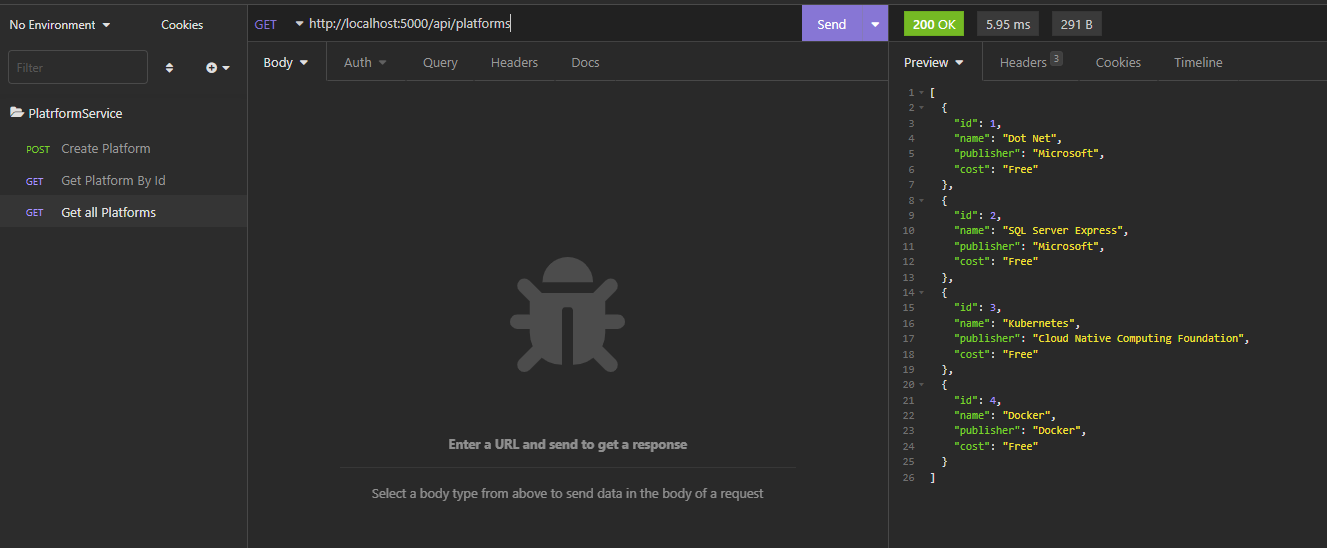 No Environment
Cookies
Filter
PlatrformService
POST Create Platform
GET Get Platform By Id
GET Get all Platforms
GET http://localhost:5000/api/platforms Send
Body Auth Query Headers Docs
Enter a URL and send to get a response
Select a body type from above to send data in the body of a request
200 OK 5.95 ms 291 B
Preview Headers 3 Cookies Timeline
1 [
2 {
3 "id": 1,
4 "name": "Dot Net",
5 "publisher": "Microsoft",
6 "cost": "Free"
7 },
8 {
9 "id": 2,
10 "name": "SQL Server Express",
11 "publisher": "Microsoft",
12 "cost": "Free"
13 },
14 {
15 "id": 3,
16 "name": "Kubernetes",
17 "publisher": "Cloud Native Computing Foundation",
18 "cost": "Free"
19 },
20 {
21 "id": 4,
22 "name": "Docker",
23 "publisher": "Docker",
24 "cost": "Free"
25 }
26 ]